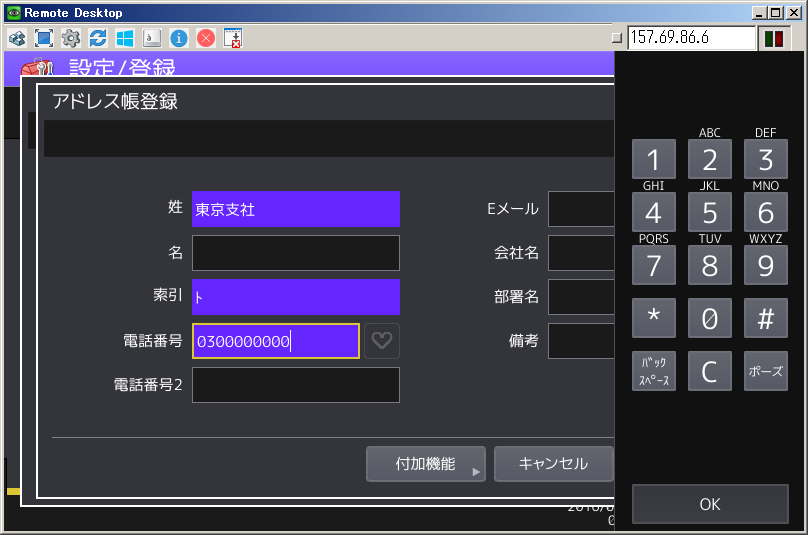 Remote Desktop
157.69.86.6
設定/登録
アドレス帳登録
姓 東京支社
名
索引 ト
電話番号 0300000000
電話番号2
Eメール
会社名
部署名
備考
付加機能
キャンセル
ABC DEF
1 2 3
GHI JKL MNO
4 5 6
PQRS TUV WXYZ
7 8 9
* 0 #
バック
スペース
C
ポーズ
OK